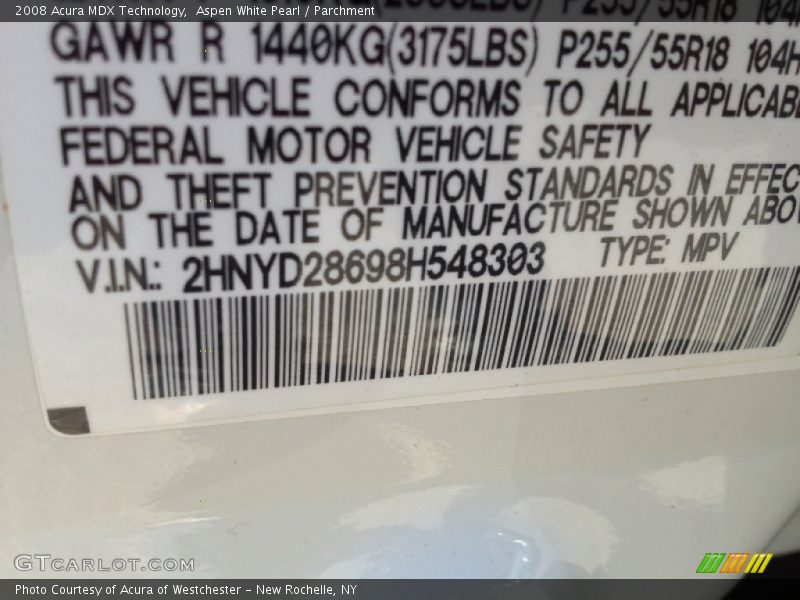 2008 Acura MDX Technology, Aspen White Pearl / Parchment
GAWR R 1440KG(3175LBS) P255/55R18 104H
THIS VEHICLE CONFORMS TO ALL APPLICABL
FEDERAL MOTOR VEHICLE SAFETY
AND THEFT PREVENTION STANDARDS IN EFFEC
ON THE DATE OF MANUFACTURE SHOWN ABO
V.I.N.: 2HNYD28698H548303 TYPE: MPV
GTCARLOT.COM
Photo Courtesy of Acura of Westchester - New Rochelle, NY